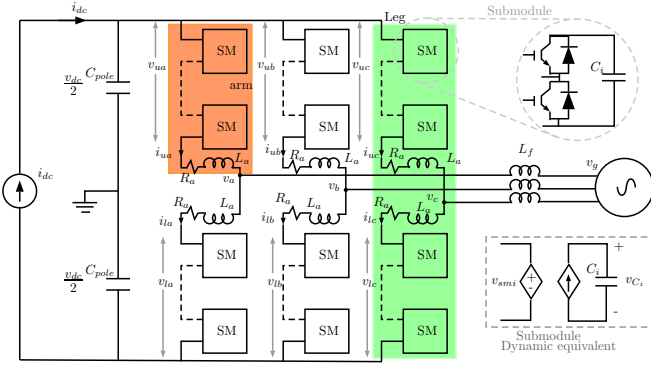 i_dc
Leg
Submodule
v_dc/2
C_pole
v_ua
SM
v_ub
SM
v_uc
SM
C_i
arm
SM
SM
SM
i_ua
L_a
i_ub
R_a
L_a
i_uc
R_a
L_a
L_f
v_g
R_a
v_a
v_b
v_c
i_dc
R_a
L_a
R_a
L_a
R_a
L_a
i_la
i_lb
i_lc
v_dc/2
C_pole
v_la
SM
v_lb
SM
v_lc
SM
v_smi
+
-
C_i
+
v_Ci
-
SM
SM
SM
Submodule
Dynamic equivalent